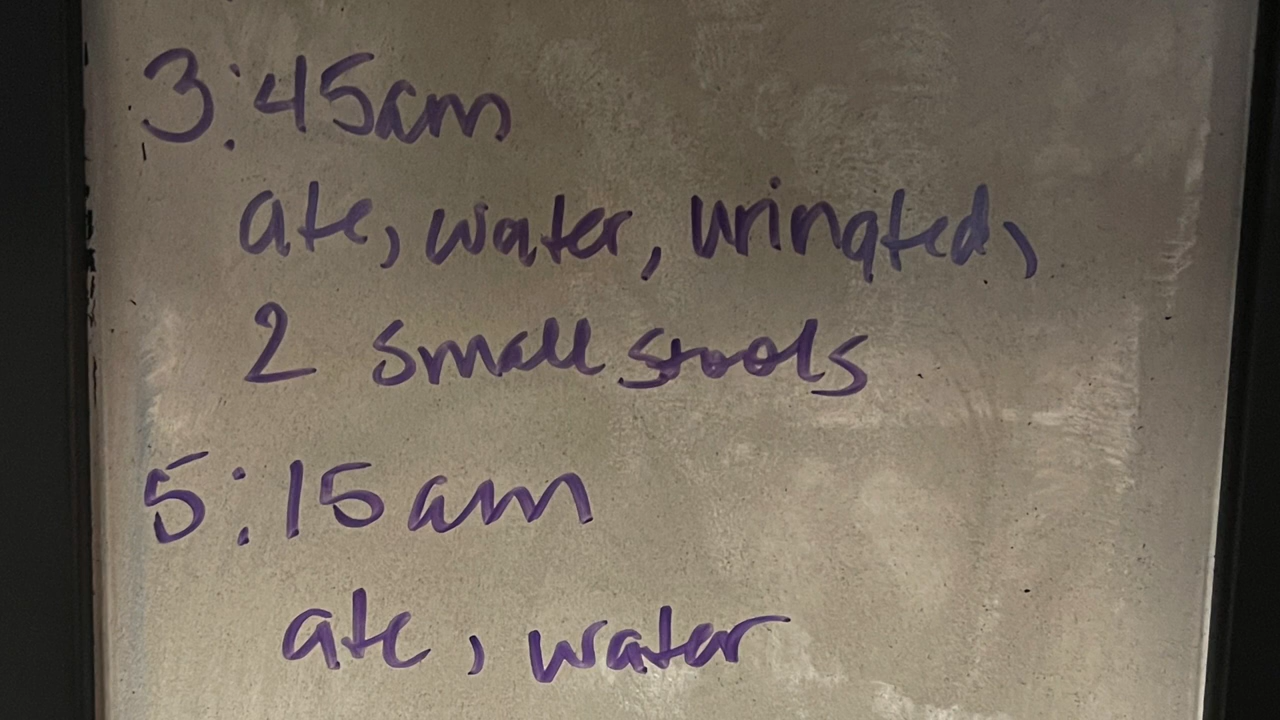 3:45am
ate, water, urinated,
2 small stools
5:15am
ate, water